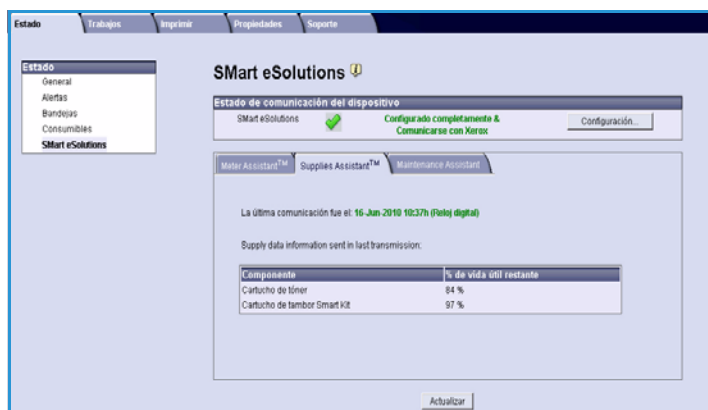 Estado Trabajos Imprimir Propiedades Soporte
Estado
General
Alertas
Bandejas
Consumibles
SMart eSolutions
SMart eSolutions
Estado de comunicación del dispositivo
SMart eSolutions Configurado completamente & Comunicarse con Xerox Configuración...
Meter Assistant™ Supplies Assistant™ Maintenance Assistant
La última comunicación fue el: 16-Jun-2010 10:37h (Reloj digital)
Supply data information sent in last transmission:
Componente % de vida útil restante
Cartucho de tóner 84 %
Cartucho de tambor Smart Kit 97 %
Actualizar